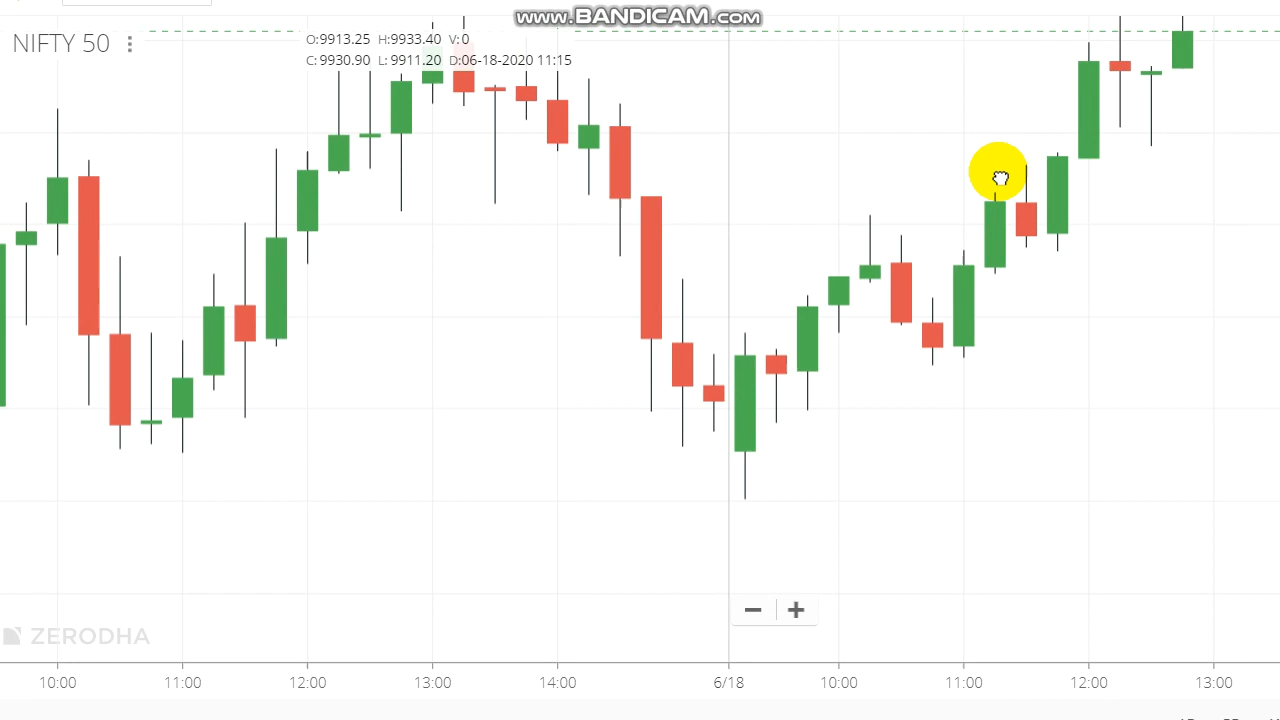 www.BANDICAM.com
NIFTY 50
O:9913.25 H:9933.40 V:0
C:9930.90 L:9911.20 D:06-18-2020 11:15
ZERODHA
10:00 11:00 12:00 13:00 14:00 6/18 10:00 11:00 12:00 13:00